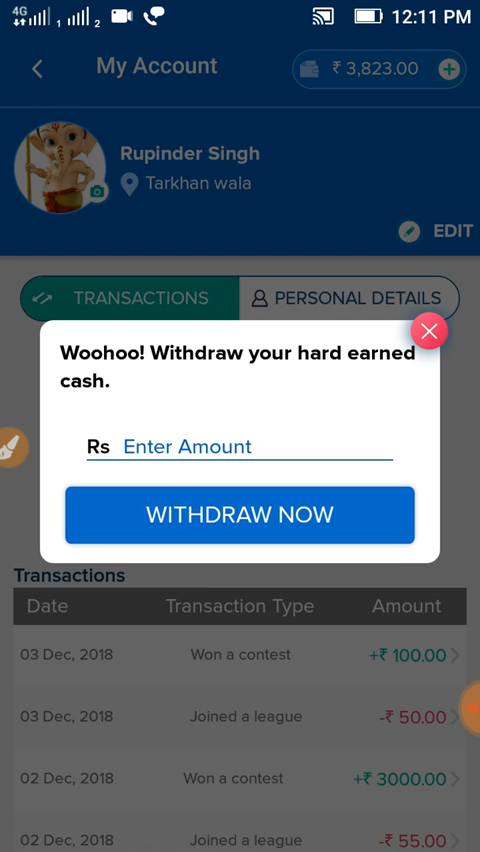 4G 1 2 12:11 PM
My Account ₹ 3,823.00
Rupinder Singh
Tarkhan wala
EDIT
TRANSACTIONS PERSONAL DETAILS
Woohoo! Withdraw your hard earned
cash.
Rs Enter Amount
WITHDRAW NOW
Transactions
Date Transaction Type Amount
03 Dec, 2018 Won a contest +₹ 100.00
03 Dec, 2018 Joined a league -₹ 50.00
02 Dec, 2018 Won a contest +₹ 3000.00
02 Dec, 2018 Joined a league -₹ 55.00